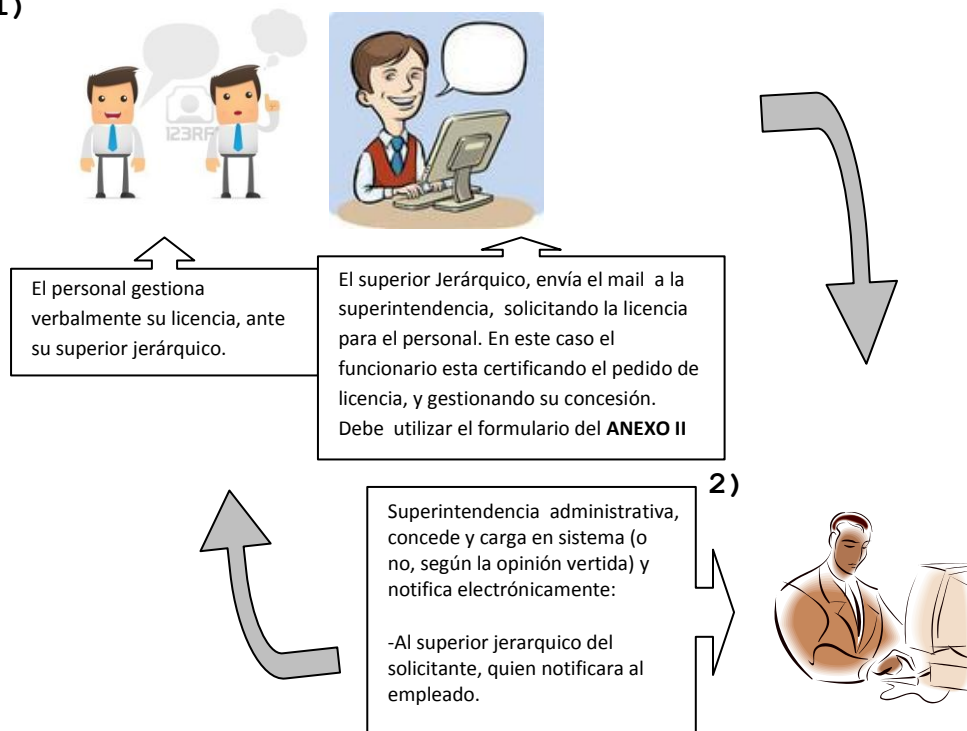 1)
123RF
El personal gestiona
verbalmente su licencia, ante
su superior jerárquico.
El superior Jerárquico, envía el mail a la
superintendencia, solicitando la licencia
para el personal. En este caso el
funcionario esta certificando el pedido de
licencia, y gestionando su concesión.
Debe utilizar el formulario del ANEXO II
2)
Superintendencia administrativa,
concede y carga en sistema (o
no, según la opinión vertida) y
notifica electrónicamente:
-Al superior jerarquico del
solicitante, quien notificara al
empleado.